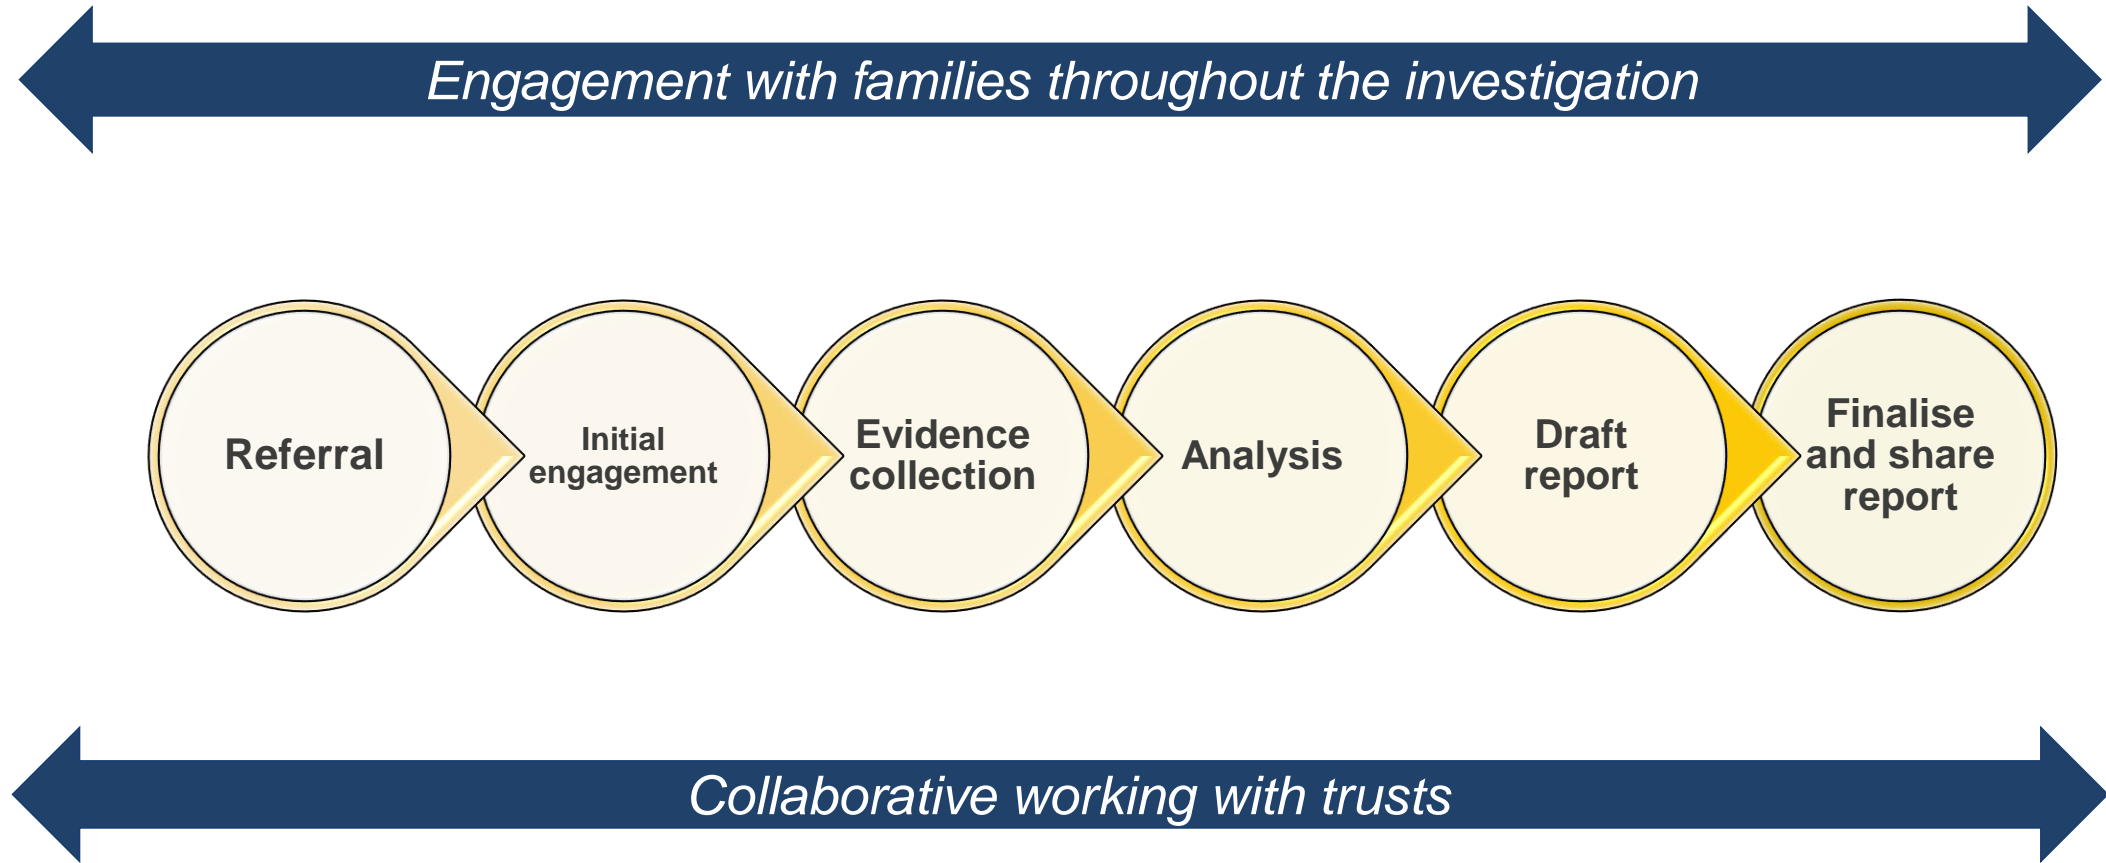 Engagement with families throughout the investigation
Referral
Initial
engagement
Evidence
collection
Analysis
Draft
report
Finalise
and share
report
Collaborative working with trusts